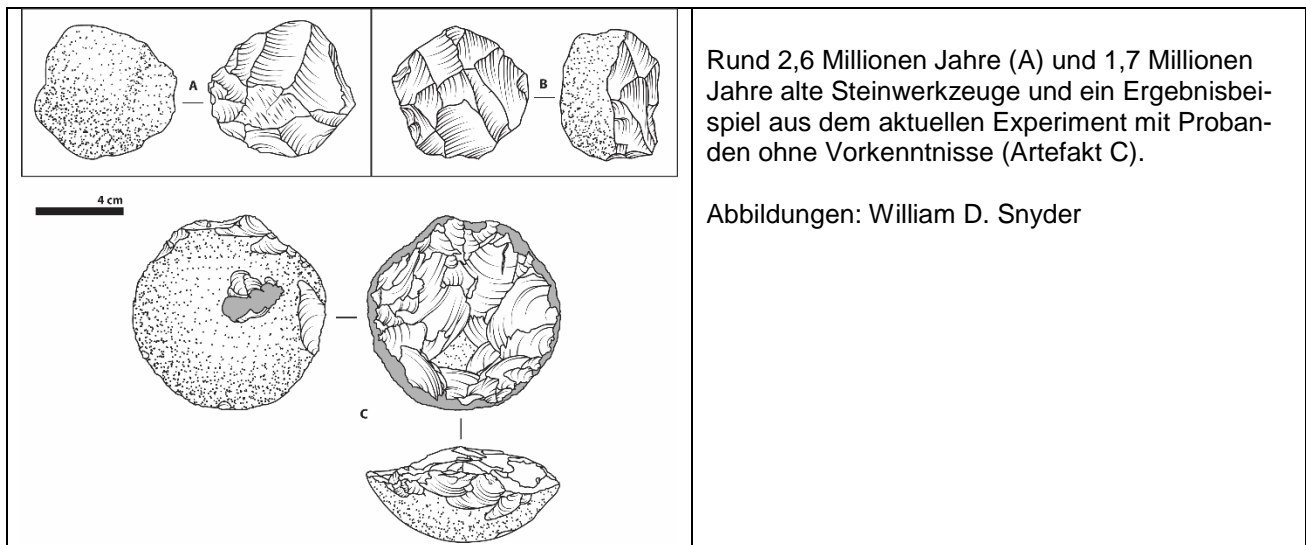 A
B
4 cm
C
Rund 2,6 Millionen Jahre (A) und 1,7 Millionen
Jahre alte Steinwerkzeuge und ein Ergebnisbei-
spiel aus dem aktuellen Experiment mit Proban-
den ohne Vorkenntnisse (Artefakt C).
Abbildungen: William D. Snyder